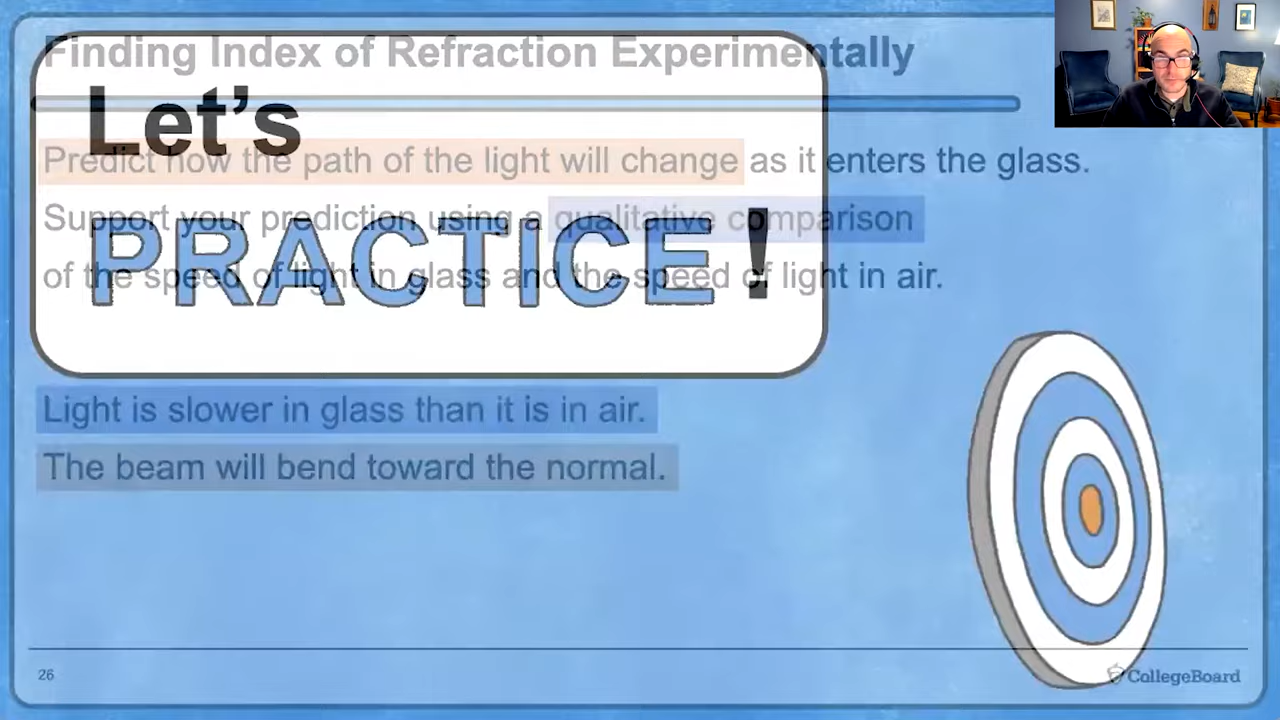 Finding Index of Refraction Experimentally
Let's
Predict how the path of the light will change as it enters the glass.
Support your prediction using a qualitative comparison
PRACTICE!
of the speed of light in glass and the speed of light in air.
Light is slower in glass than it is in air.
The beam will bend toward the normal.
26
CollegeBoard